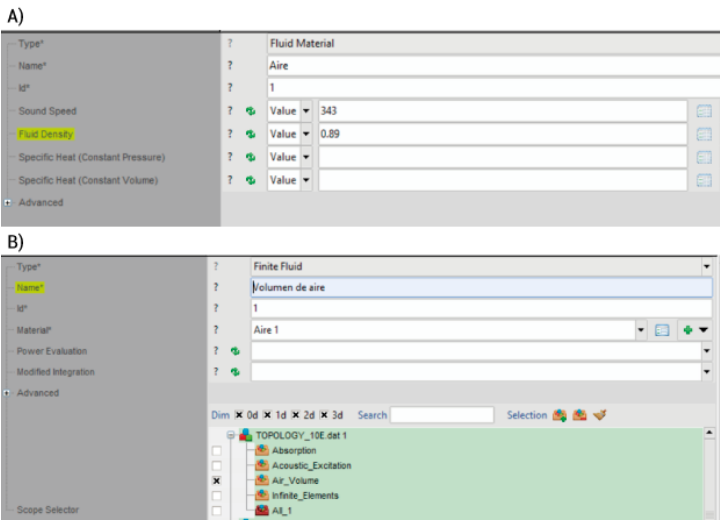 A)
Type* ? Fluid Material
Name* ? Aire
Id* ? 1
Sound Speed ? Value 343
Fluid Density ? Value 0.89
Specific Heat (Constant Pressure) ? Value
Specific Heat (Constant Volume) ? Value
Advanced
B)
Type* ? Finite Fluid
Name* ? Volumen de aire
Id* ? 1
Material* ? Aire 1
Power Evaluation ?
Modified Integration ?
Advanced
Dim 0d 1d 2d 3d Search Selection
TOPOLOGY_10E.dat 1
Absorption
Acoustic_Excitation
Air_Volume
Infinite_Elements
Scope Selector All_1